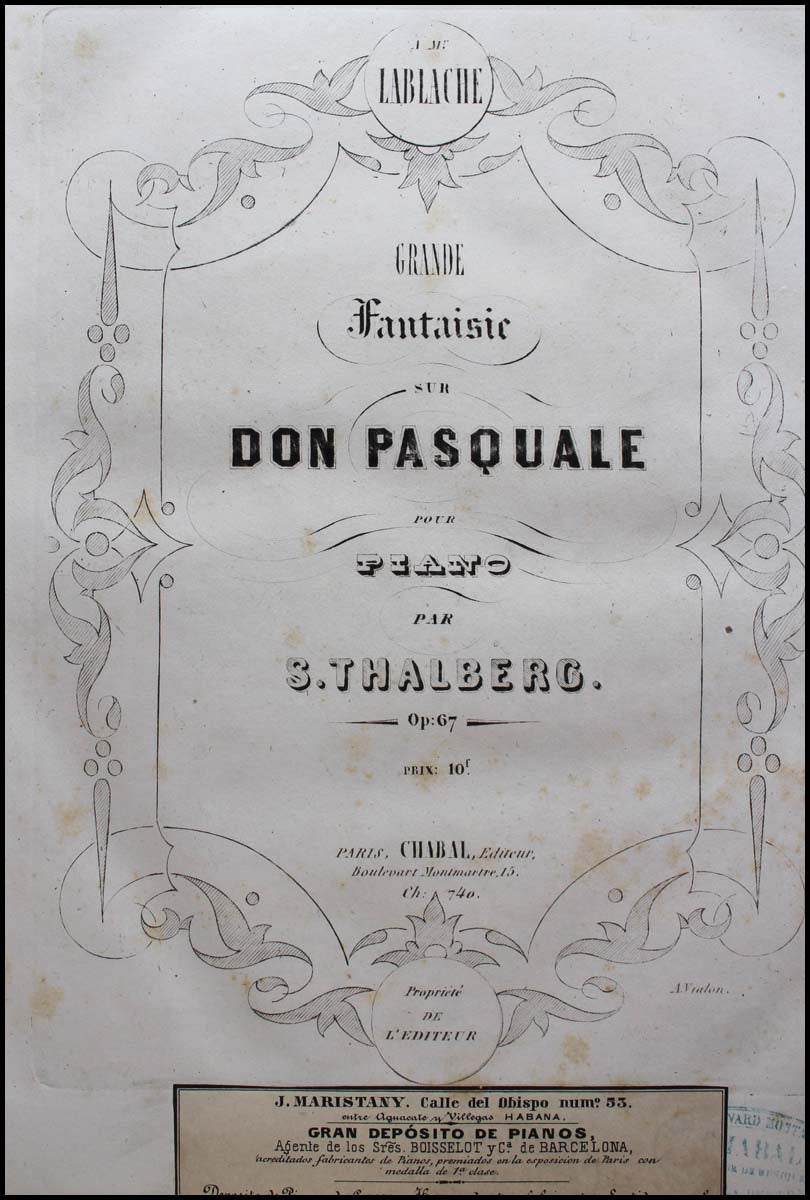 A Mr.
LABLACHE
GRANDE
Fantaisie
SUR
DON PASQUALE
POUR
PIANO
PAR
S. THALBERG.
Op: 67
PRIX: 10f.
PARIS, CHABAL, Editeur,
Boulevart Montmartre, 15.
Ch: 740.
Propriété
DE
L'EDITEUR
A. Vialon.
J. MARISTANY. Calle del Obispo numo. 53.
entre Aguacate y Villegas HABANA.
GRAN DEPÓSITO DE PIANOS,
Agente de los Sres. BOISSELOT y Ca. de BARCELONA,
acreditados fabricantes de Pianos, premiados en la esposicion de Paris con
medalla de 1a. clase.